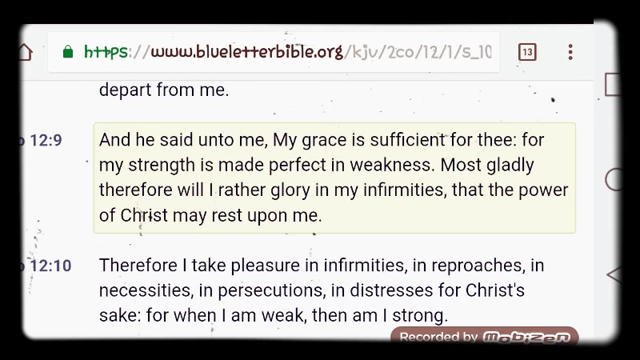 https://www.blueletterbible.org/kjv/2co/12/1/s_10
13
depart from me.
12:9 And he said unto me, My grace is sufficient for thee: for
my strength is made perfect in weakness. Most gladly
therefore will I rather glory in my infirmities, that the power
of Christ may rest upon me.
12:10 Therefore I take pleasure in infirmities, in reproaches, in
necessities, in persecutions, in distresses for Christ's
sake: for when I am weak, then am I strong.
Recorded by MOBIZEN